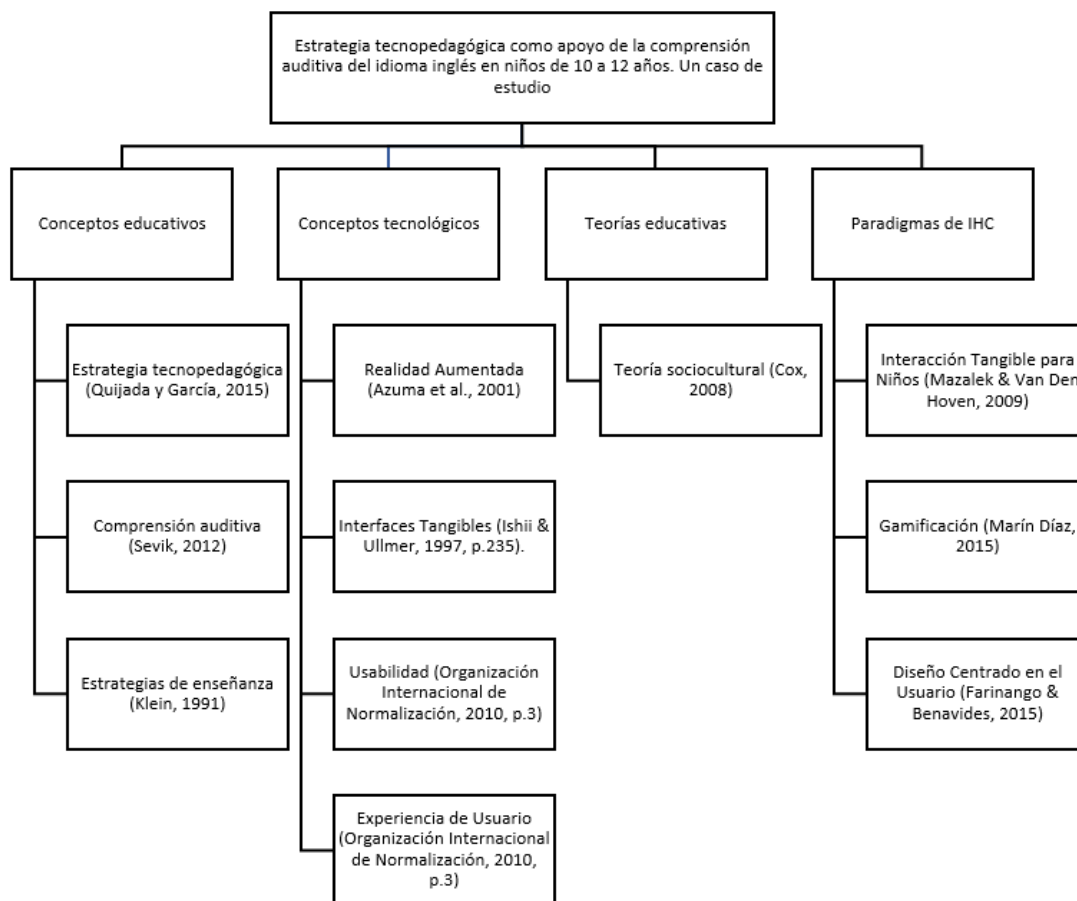 Estrategia tecnopedagógica como apoyo de la comprensión
auditiva del idioma inglés en niños de 10 a 12 años. Un caso de
estudio
Conceptos educativos
Conceptos tecnológicos
Teorías educativas
Paradigmas de IHC
Estrategia tecnopedagógica
(Quijada y García, 2015)
Realidad Aumentada
(Azuma et al., 2001)
Teoría sociocultural (Cox,
2008)
Interacción Tangible para
Niños (Mazalek & Van Den
Hoven, 2009)
Comprensión auditiva
(Sevik, 2012)
Interfaces Tangibles (Ishii &
Ullmer, 1997, p.235).
Gamificación (Marín Díaz,
2015)
Estrategias de enseñanza
(Klein, 1991)
Usabilidad (Organización
Internacional de
Normalización, 2010, p.3)
Diseño Centrado en el
Usuario (Farinango &
Benavides, 2015)
Experiencia de Usuario
(Organización Internacional
de Normalización, 2010,
p.3)